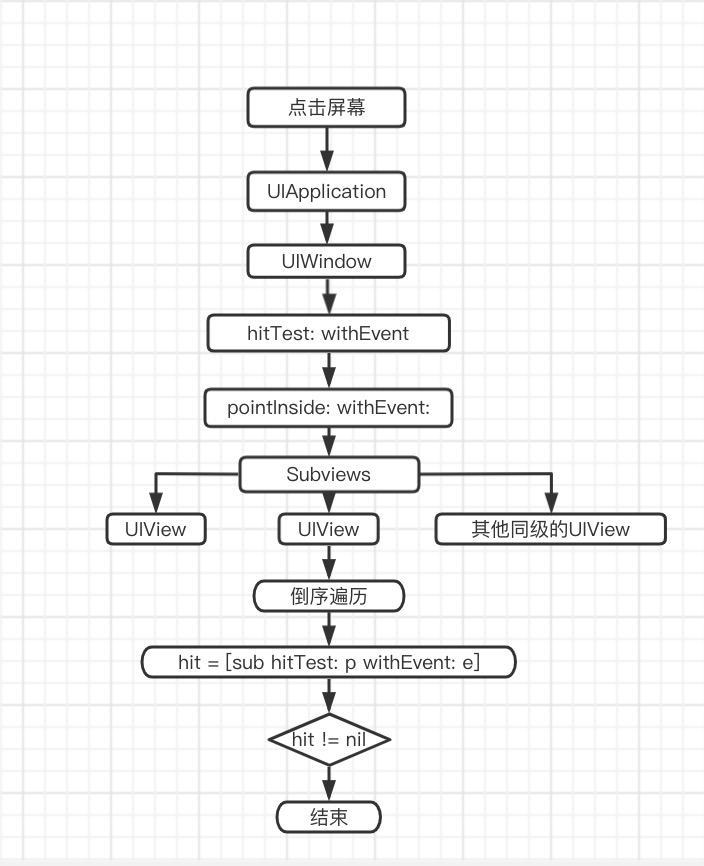 点击屏幕
UIApplication
UIWindow
hitTest: withEvent
pointInside: withEvent:
Subviews
UIView
UIView
其他同级的UIView
倒序遍历
hit = [sub hitTest: p withEvent: e]
hit != nil
结束